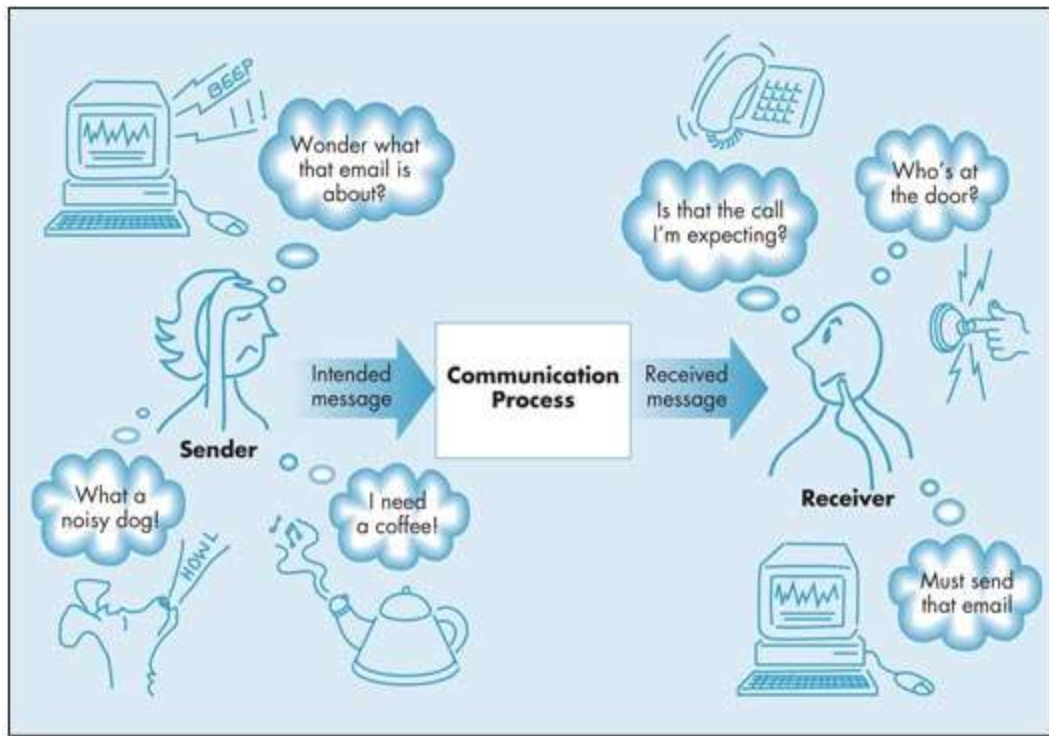 BEEP
!!!
Wonder what
that email is
about?
Who's at
the door?
Is that the call
I'm expecting?
Intended
message
Communication
Process
Received
message
Sender
Receiver
What a
noisy dog!
I need
a coffee!
HOWL
Must send
that email